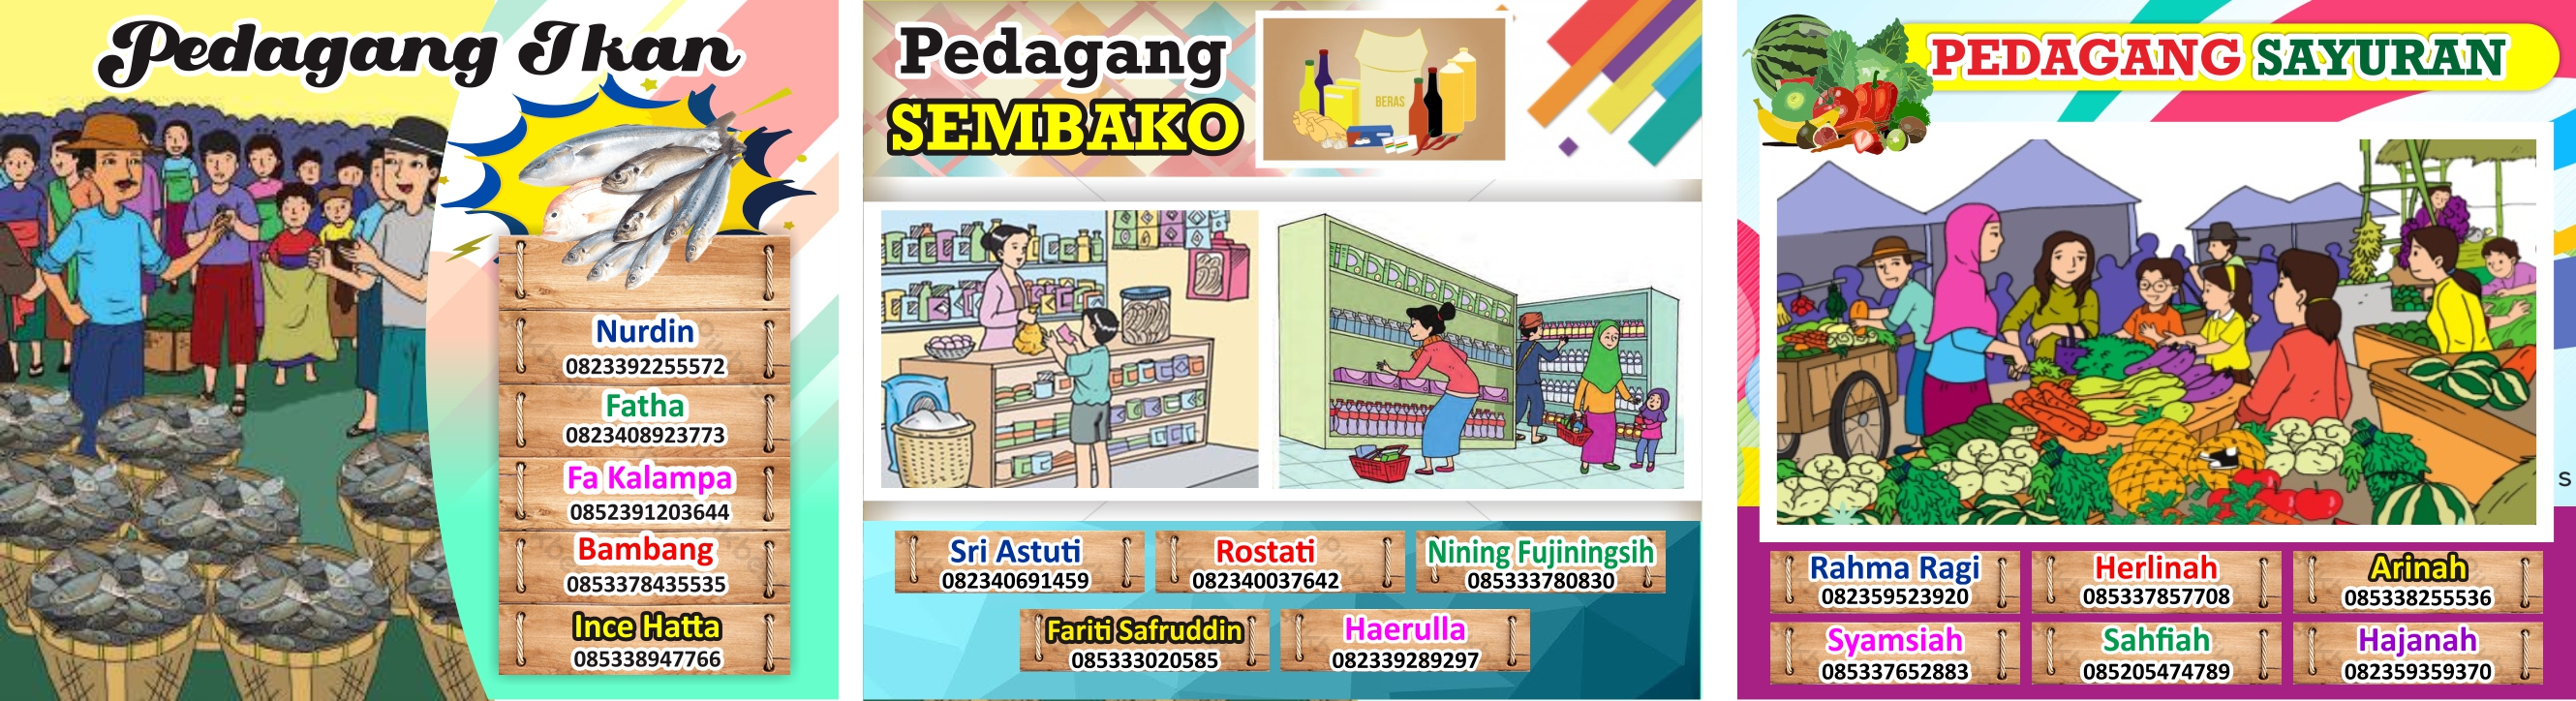 Pedagang Ikan
Nurdin
0823392255572
Fatha
0823408923773
Fa Kalampa
0852391203644
Bambang
0853378435535
Ince Hatta
085338947766
Pedagang
SEMBAKO
BERAS
Sri Astuti
082340691459
Rostati
082340037642
Nining Fujiningsih
085333780830
Fariti Safruddin
085333020585
Haerulla
082339289297
PEDAGANG SAYURAN
s
Rahma Ragi
082359523920
Herlinah
085337857708
Arinah
085338255536
Syamsiah
085337652883
Sahfiah
085205474789
Hajanah
082359359370